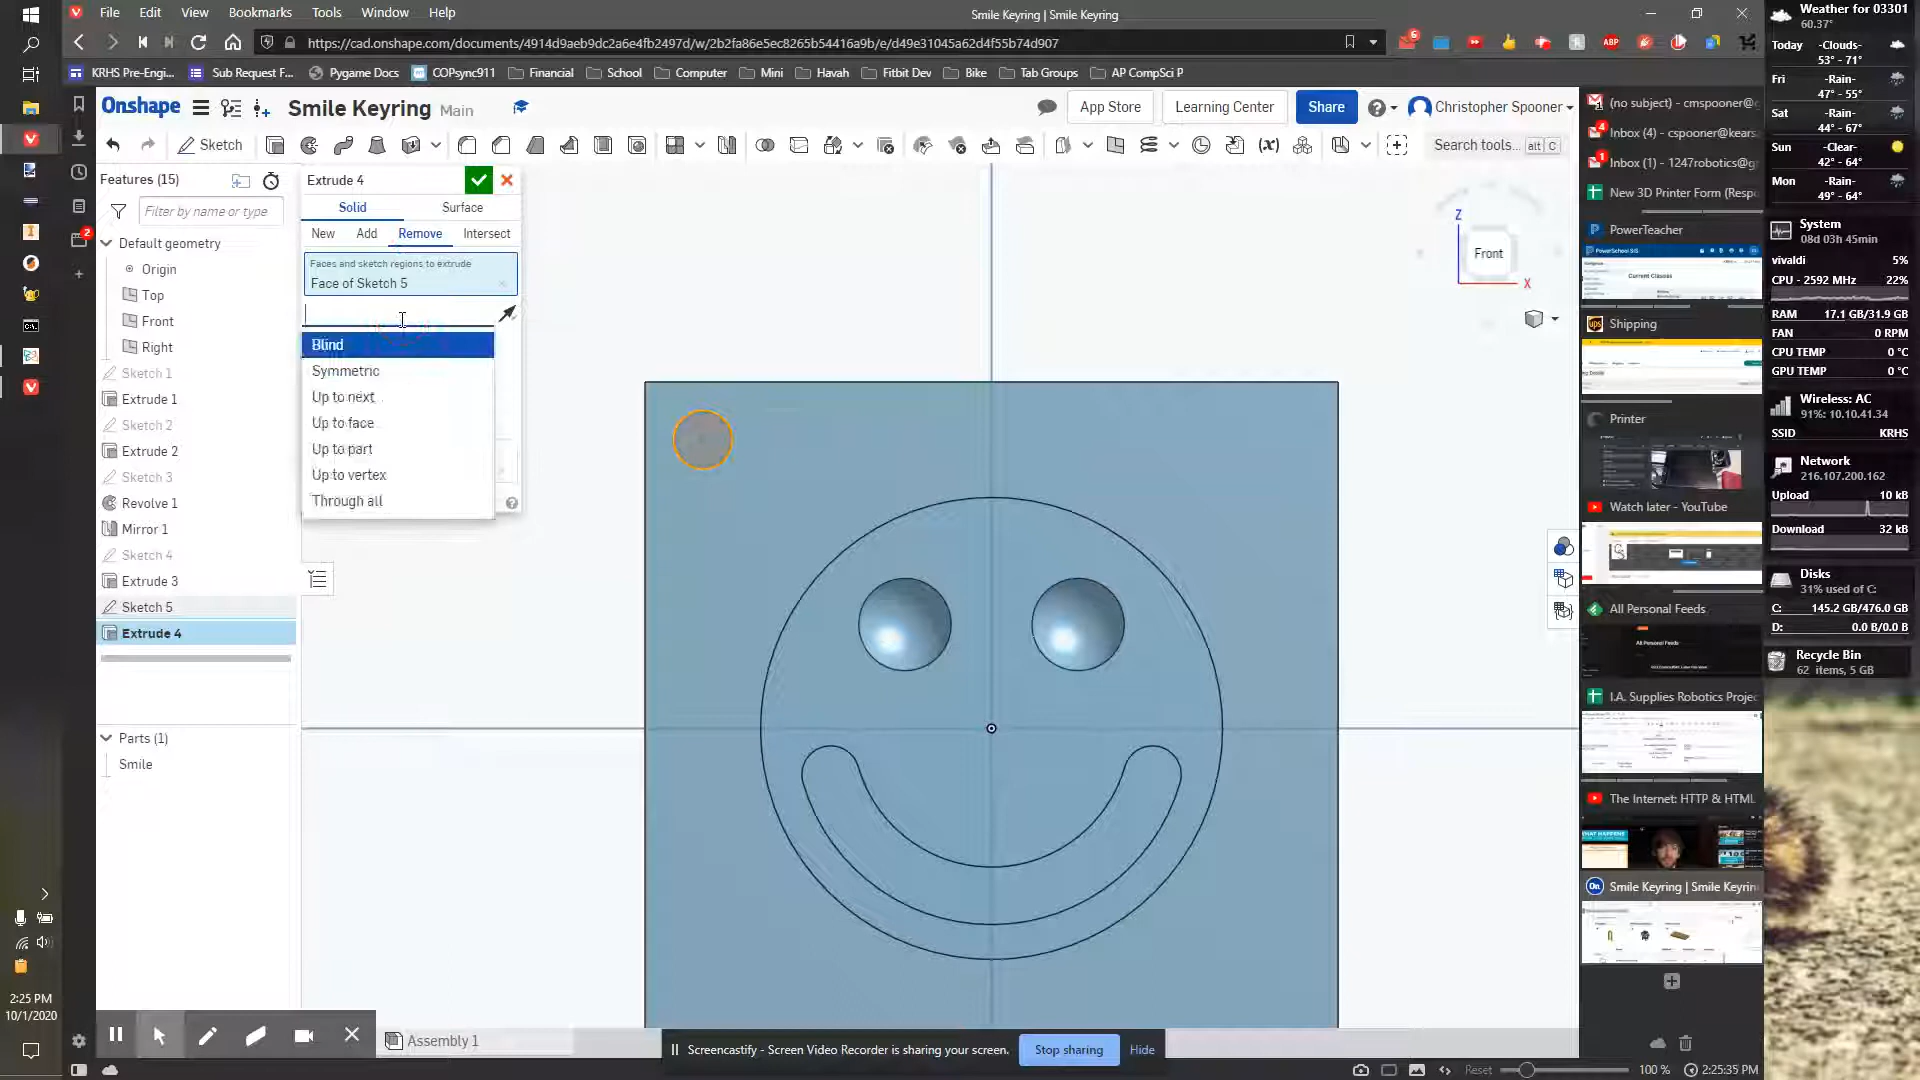 File Edit View Bookmarks Tools Window Help
Smile Keyring | Smile Keyring
https://cad.onshape.com/documents/4914d9aeb9dc2a6e4fb2497d/w/2b2fa86e5ec8265b54416a9b/e/d49e31045a62d4f55b74d907
6
KRHS Pre-Engi... Sub Request F... Pygame Docs COPsync911 Financial School Computer Mini Havah Fitbit Dev Bike Tab Groups AP CompSci P
Onshape Smile Keyring Main App Store Learning Center Share Christopher Spooner
Sketch Search tools... alt C
Features (15)
Filter by name or type
Default geometry
Origin
Top
Front
Right
Sketch 1
Extrude 1
Sketch 2
Extrude 2
Sketch 3
Revolve 1
Mirror 1
Sketch 4
Extrude 3
Sketch 5
Extrude 4
Parts (1)
Smile
Extrude 4
Solid Surface
New Add Remove Intersect
Faces and sketch regions to extrude
Face of Sketch 5
Blind
Symmetric
Up to next
Up to face
Up to part
Up to vertex
Through all
Z
Front
X
Assembly 1
Screencastify - Screen Video Recorder is sharing your screen. Stop sharing Hide
Reset 100 % 2:25:35 PM
2
2:25 PM
10/1/2020
(no subject) - cmspooner@g
Inbox (4) - cspooner@kears
Inbox (1) - 1247robotics@g
New 3D Printer Form (Resp
PowerTeacher
Shipping
Printer
Watch later - YouTube
All Personal Feeds
I.A. Supplies Robotics Projec
The Internet: HTTP & HTML
Smile Keyring | Smile Keyrin
Weather for 03301
60.37°
Today -Clouds-
53° - 71°
Fri -Rain-
47° - 55°
Sat -Rain-
44° - 67°
Sun -Clear-
42° - 64°
Mon -Rain-
49° - 64°
System
08d 03h 45min
vivaldi 5%
CPU - 2592 MHz 22%
RAM 17.1 GB/31.9 GB
FAN 0 RPM
CPU TEMP 0 °C
GPU TEMP 0 °C
Wireless: AC
91%: 10.10.41.34
SSID KRHS
Network
216.107.200.162
Upload 10 kB
Download 32 kB
Disks
31% used of C:
C: 145.2 GB/476.0 GB
D: 0.0 B/0.0 B
Recycle Bin
62 items, 5 GB